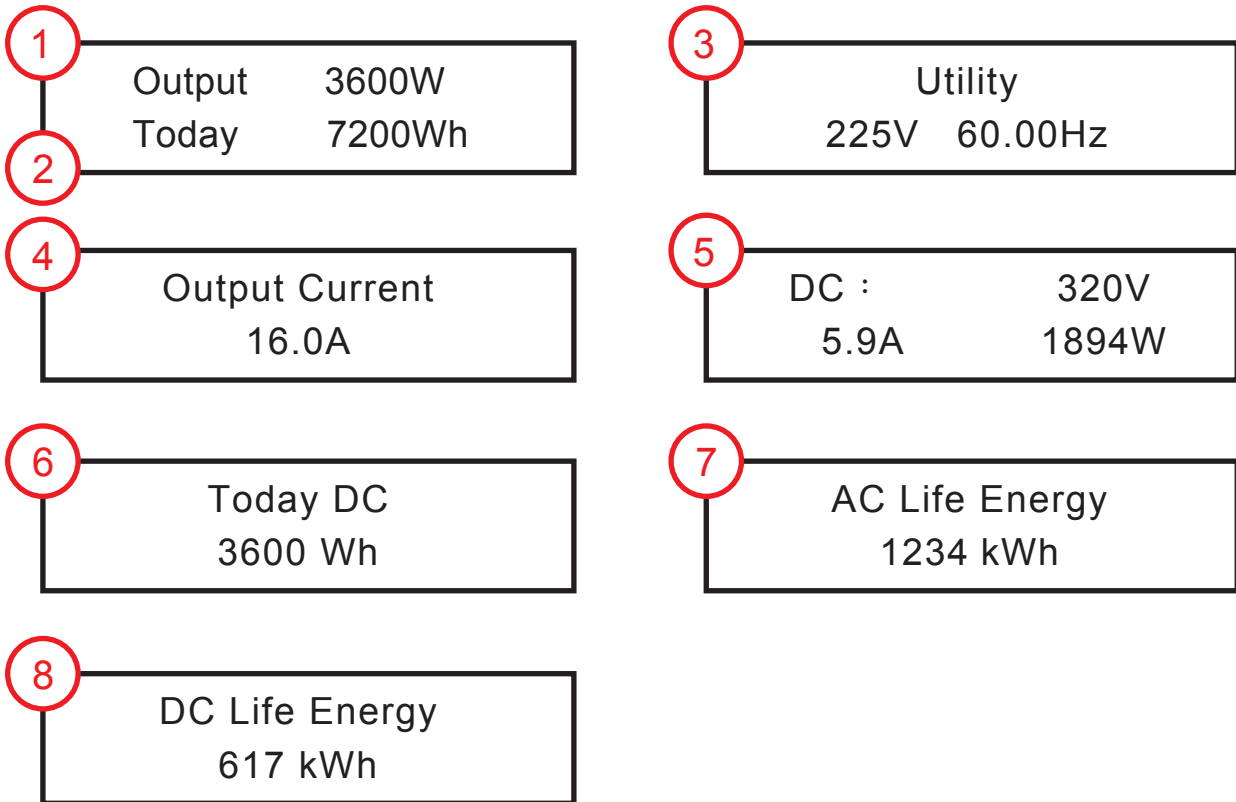 1
Output 3600W
Today 7200Wh
2
3
Utility
225V 60.00Hz
4
Output Current
16.0A
5
DC : 320V
5.9A 1894W
6
Today DC
3600 Wh
7
AC Life Energy
1234 kWh
8
DC Life Energy
617 kWh